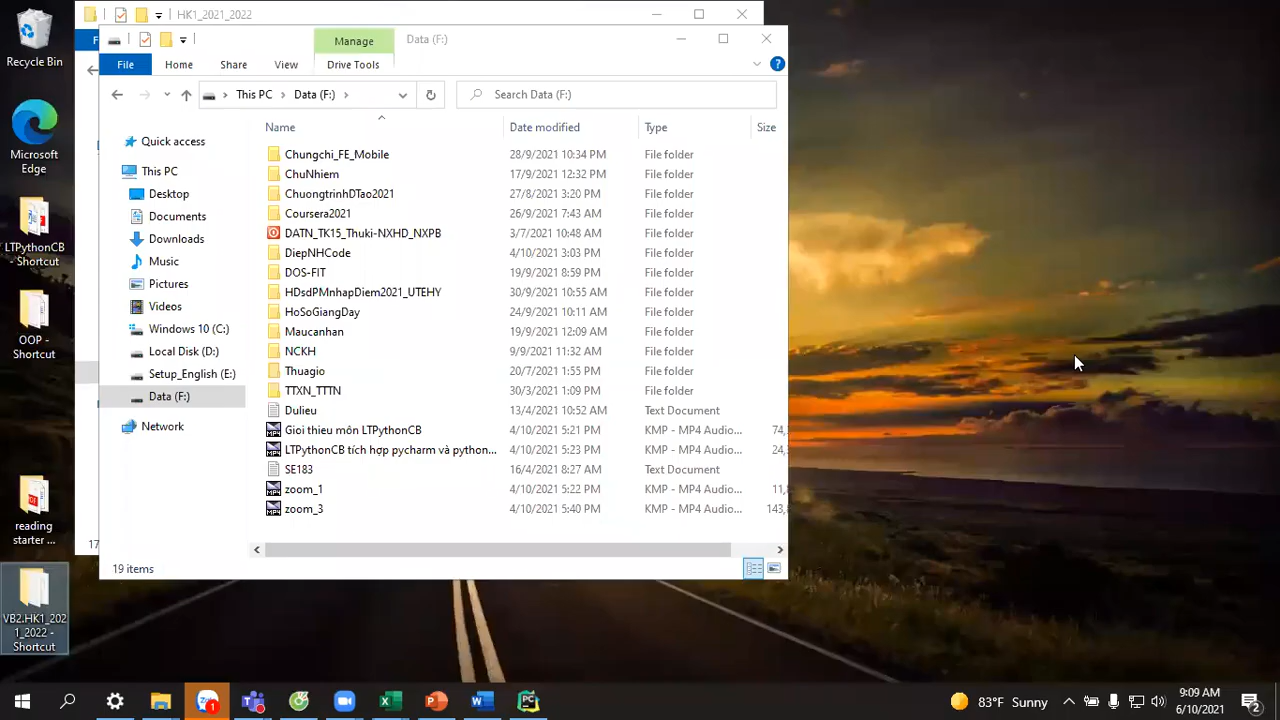 HK1_2021_2022
Manage
Data (F:)
File
Home
Share
View
Drive Tools
This PC
Data (F:)
Search Data (F:)
Name
Date modified
Type
Size
Chungchi_FE_Mobile 28/9/2021 10:34 PM File folder
ChuNhiem 17/9/2021 12:32 PM File folder
ChuongtrinhDTao2021 27/8/2021 3:20 PM File folder
Coursera2021 26/9/2021 7:43 AM File folder
DATN_TK15_Thuki-NXHD_NXPB 3/7/2021 10:48 AM File folder
DiepNHCode 4/10/2021 3:03 PM File folder
DOS-FIT 19/9/2021 8:59 PM File folder
HDsdPMnhapDiem2021_UTEHY 30/9/2021 10:55 AM File folder
HoSoGiangDay 24/9/2021 10:11 AM File folder
Maucanhan 19/9/2021 12:09 AM File folder
NCKH 9/9/2021 11:32 AM File folder
Thuagio 20/7/2021 1:55 PM File folder
TTXN_TTTN 30/3/2021 1:09 PM File folder
Dulieu 13/4/2021 10:52 AM Text Document
Gioi thieu môn LTPythonCB 4/10/2021 5:21 PM KMP - MP4 Audio... 74,
LTPythonCB tích hợp pycharm và python... 4/10/2021 5:23 PM KMP - MP4 Audio... 24,
SE183 16/4/2021 8:27 AM Text Document
zoom_1 4/10/2021 5:22 PM KMP - MP4 Audio... 11,
zoom_3 4/10/2021 5:40 PM KMP - MP4 Audio... 143,
Quick access
This PC
Desktop
Documents
Downloads
Music
Pictures
Videos
Windows 10 (C:)
Local Disk (D:)
Setup_English (E:)
Data (F:)
Network
19 items
Recycle Bin
Microsoft
Edge
LTPythonCB
- Shortcut
OOP -
Shortcut
reading
starter ...
VB2.HK1_202
1_2022 -
Shortcut
17
83°F Sunny
9:09 AM
6/10/2021
2
1